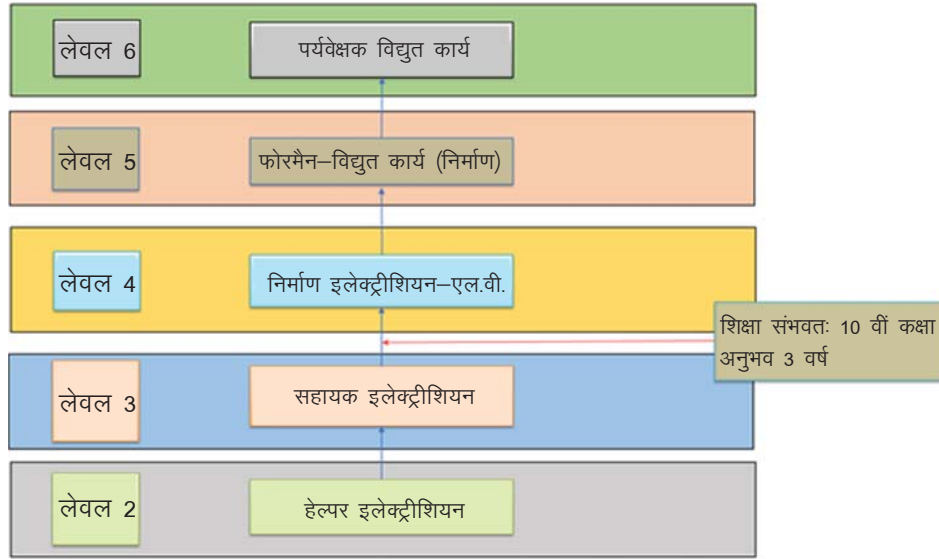 लेवल 6
पर्यवेक्षक विद्युत कार्य
लेवल 5
फोरमैन–विद्युत कार्य (निर्माण)
लेवल 4
निर्माण इलेक्ट्रीशियन–एल.वी.
शिक्षा संभवतः 10 वीं कक्षा
अनुभव 3 वर्ष
लेवल 3
सहायक इलेक्ट्रीशियन
लेवल 2
हेल्पर इलेक्ट्रीशियन